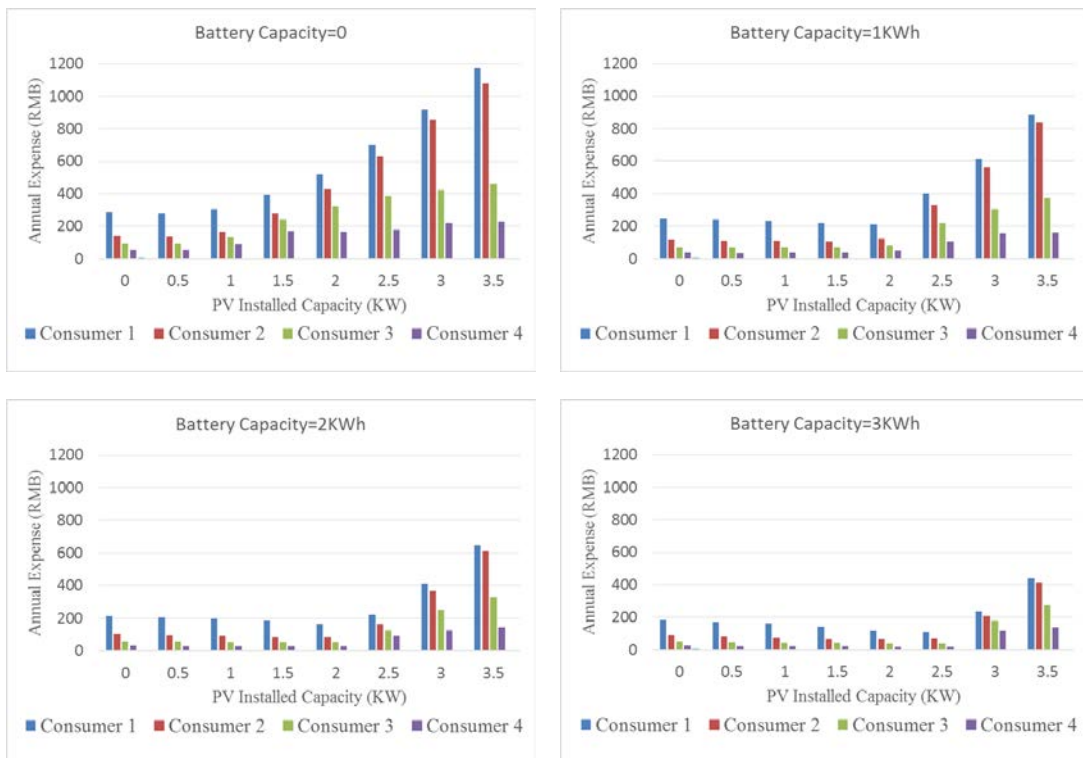 Battery Capacity=0
Annual Expense (RMB)
1200
1000
800
600
400
200
0
0 0.5 1 1.5 2 2.5 3 3.5
PV Installed Capacity (KW)
Consumer 1 Consumer 2 Consumer 3 Consumer 4
Battery Capacity=1KWh
Annual Expense (RMB)
1200
1000
800
600
400
200
0
0 0.5 1 1.5 2 2.5 3 3.5
PV Installed Capacity (KW)
Consumer 1 Consumer 2 Consumer 3 Consumer 4
Battery Capacity=2KWh
Annual Expense (RMB)
1200
1000
800
600
400
200
0
0 0.5 1 1.5 2 2.5 3 3.5
PV Installed Capacity (KW)
Consumer 1 Consumer 2 Consumer 3 Consumer 4
Battery Capacity=3KWh
Annual Expense (RMB)
1200
1000
800
600
400
200
0
0 0.5 1 1.5 2 2.5 3 3.5
PV Installed Capacity (KW)
Consumer 1 Consumer 2 Consumer 3 Consumer 4